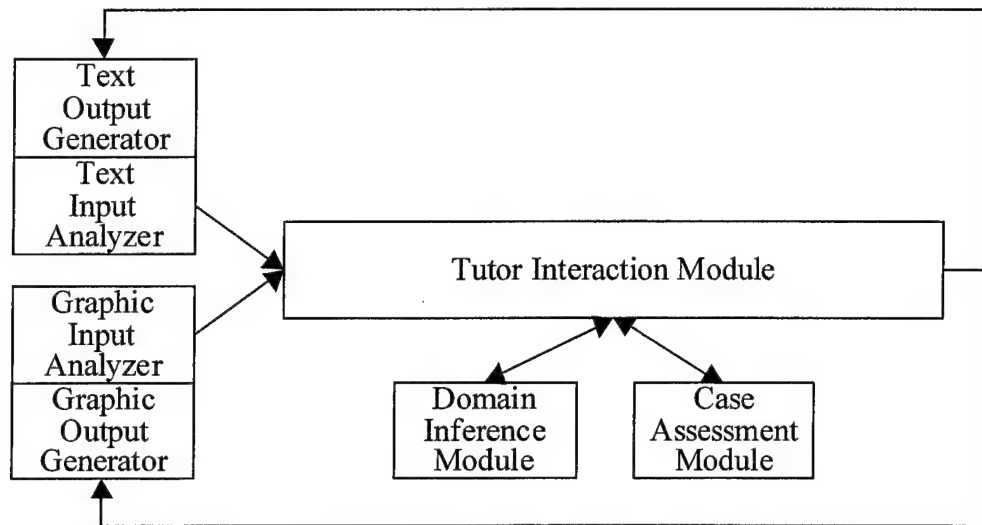 Text
Output
Generator
Text
Input
Analyzer
Graphic
Input
Analyzer
Graphic
Output
Generator
Tutor Interaction Module
Domain
Inference
Module
Case
Assessment
Module